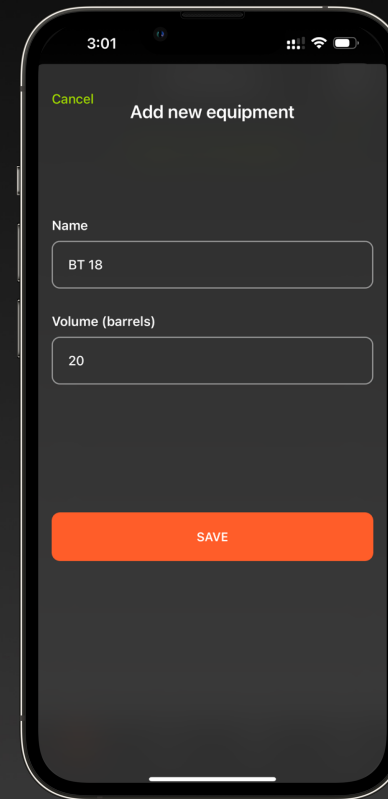 3:01
Cancel
Add new equipment
Name
BT 18
Volume (barrels)
20
SAVE